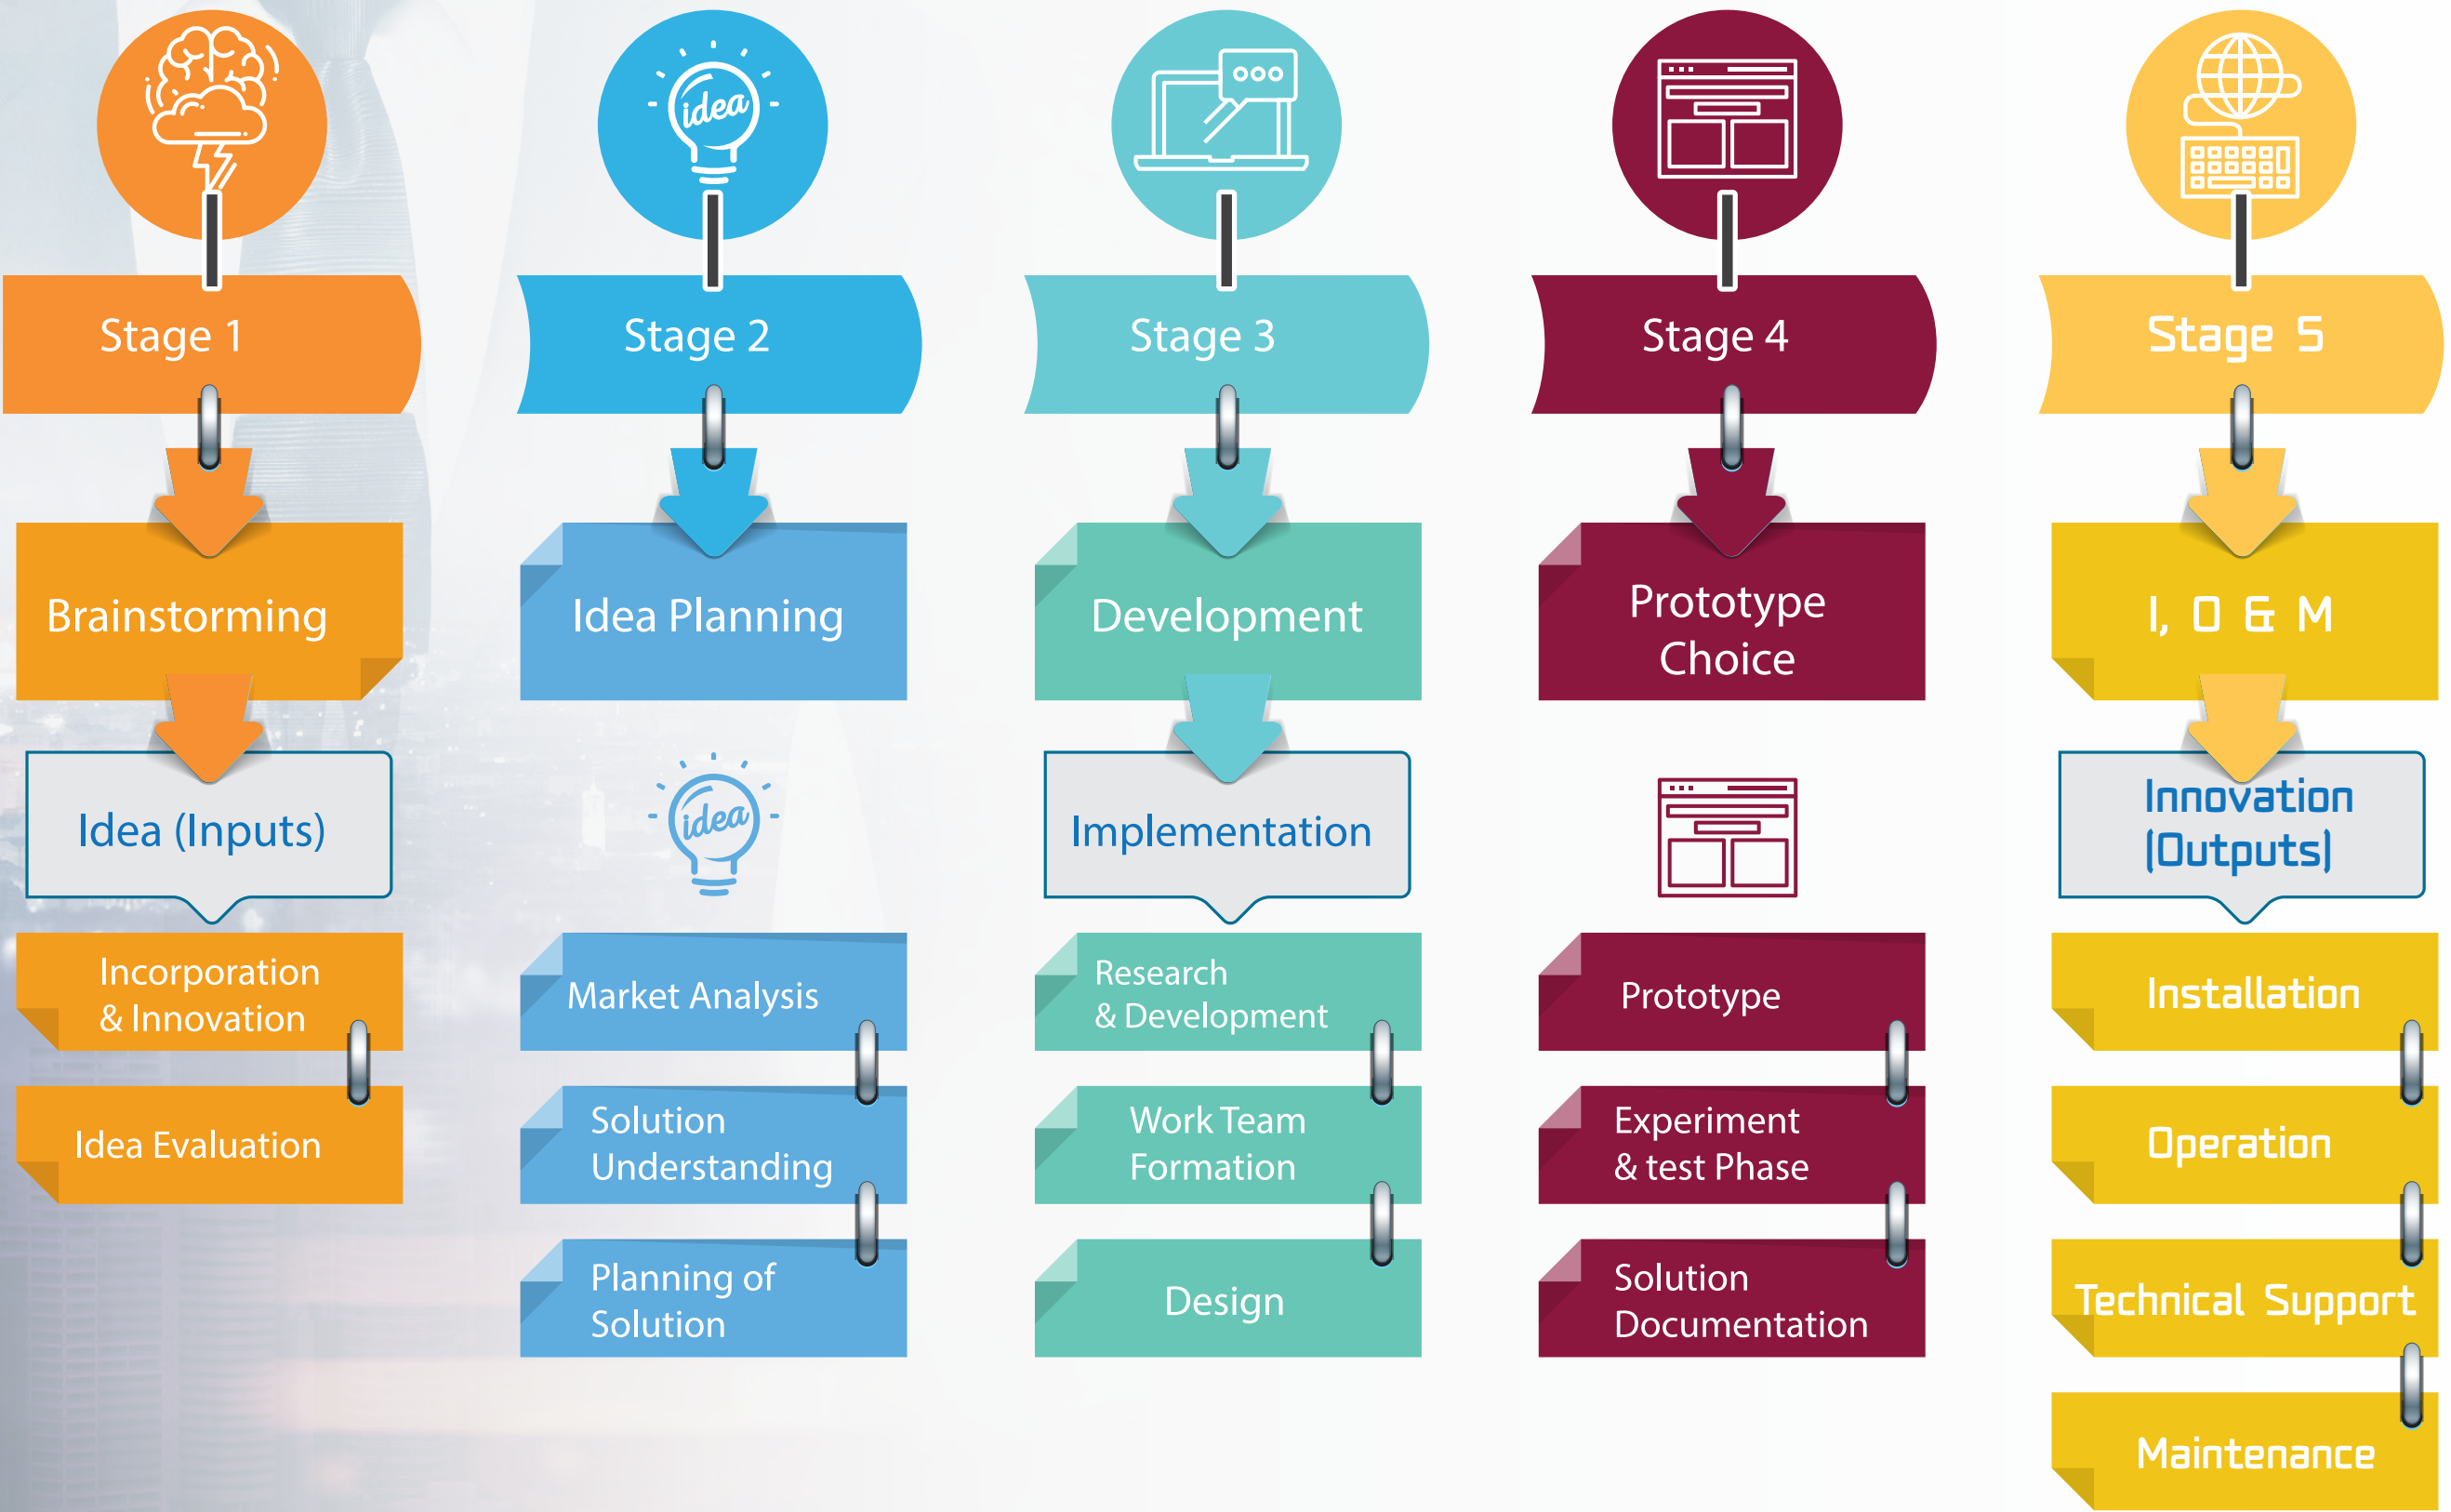 idea
Stage 1
Stage 2
Stage 3
Stage 4
Stage 5
Brainstorming
Idea Planning
Development
Prototype
Choice
I, O & M
Idea (Inputs)
idea
Implementation
Innovation
(Outputs)
Incorporation
& Innovation
Market Analysis
Research
& Development
Prototype
Installation
Idea Evaluation
Solution
Understanding
Work Team
Formation
Experiment
& test Phase
Operation
Planning of
Solution
Design
Solution
Documentation
Technical Support
Maintenance